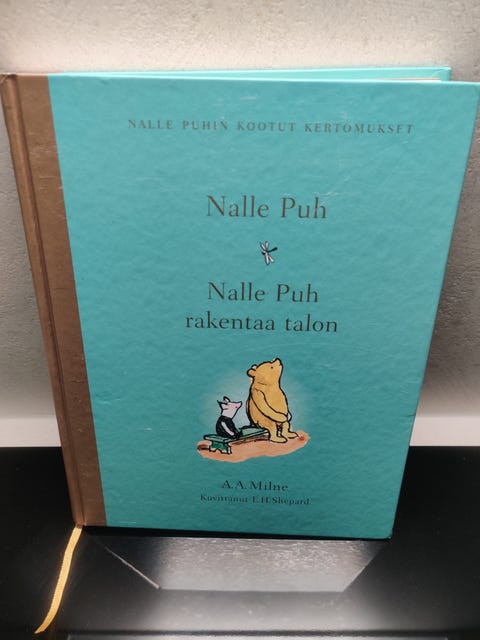 NALLE PUHIN KOOTUT KERTOMUKSET
Nalle Puh
Nalle Puh
rakentaa talon
A.A.Milne
Kuvittanut E.H.Shepard